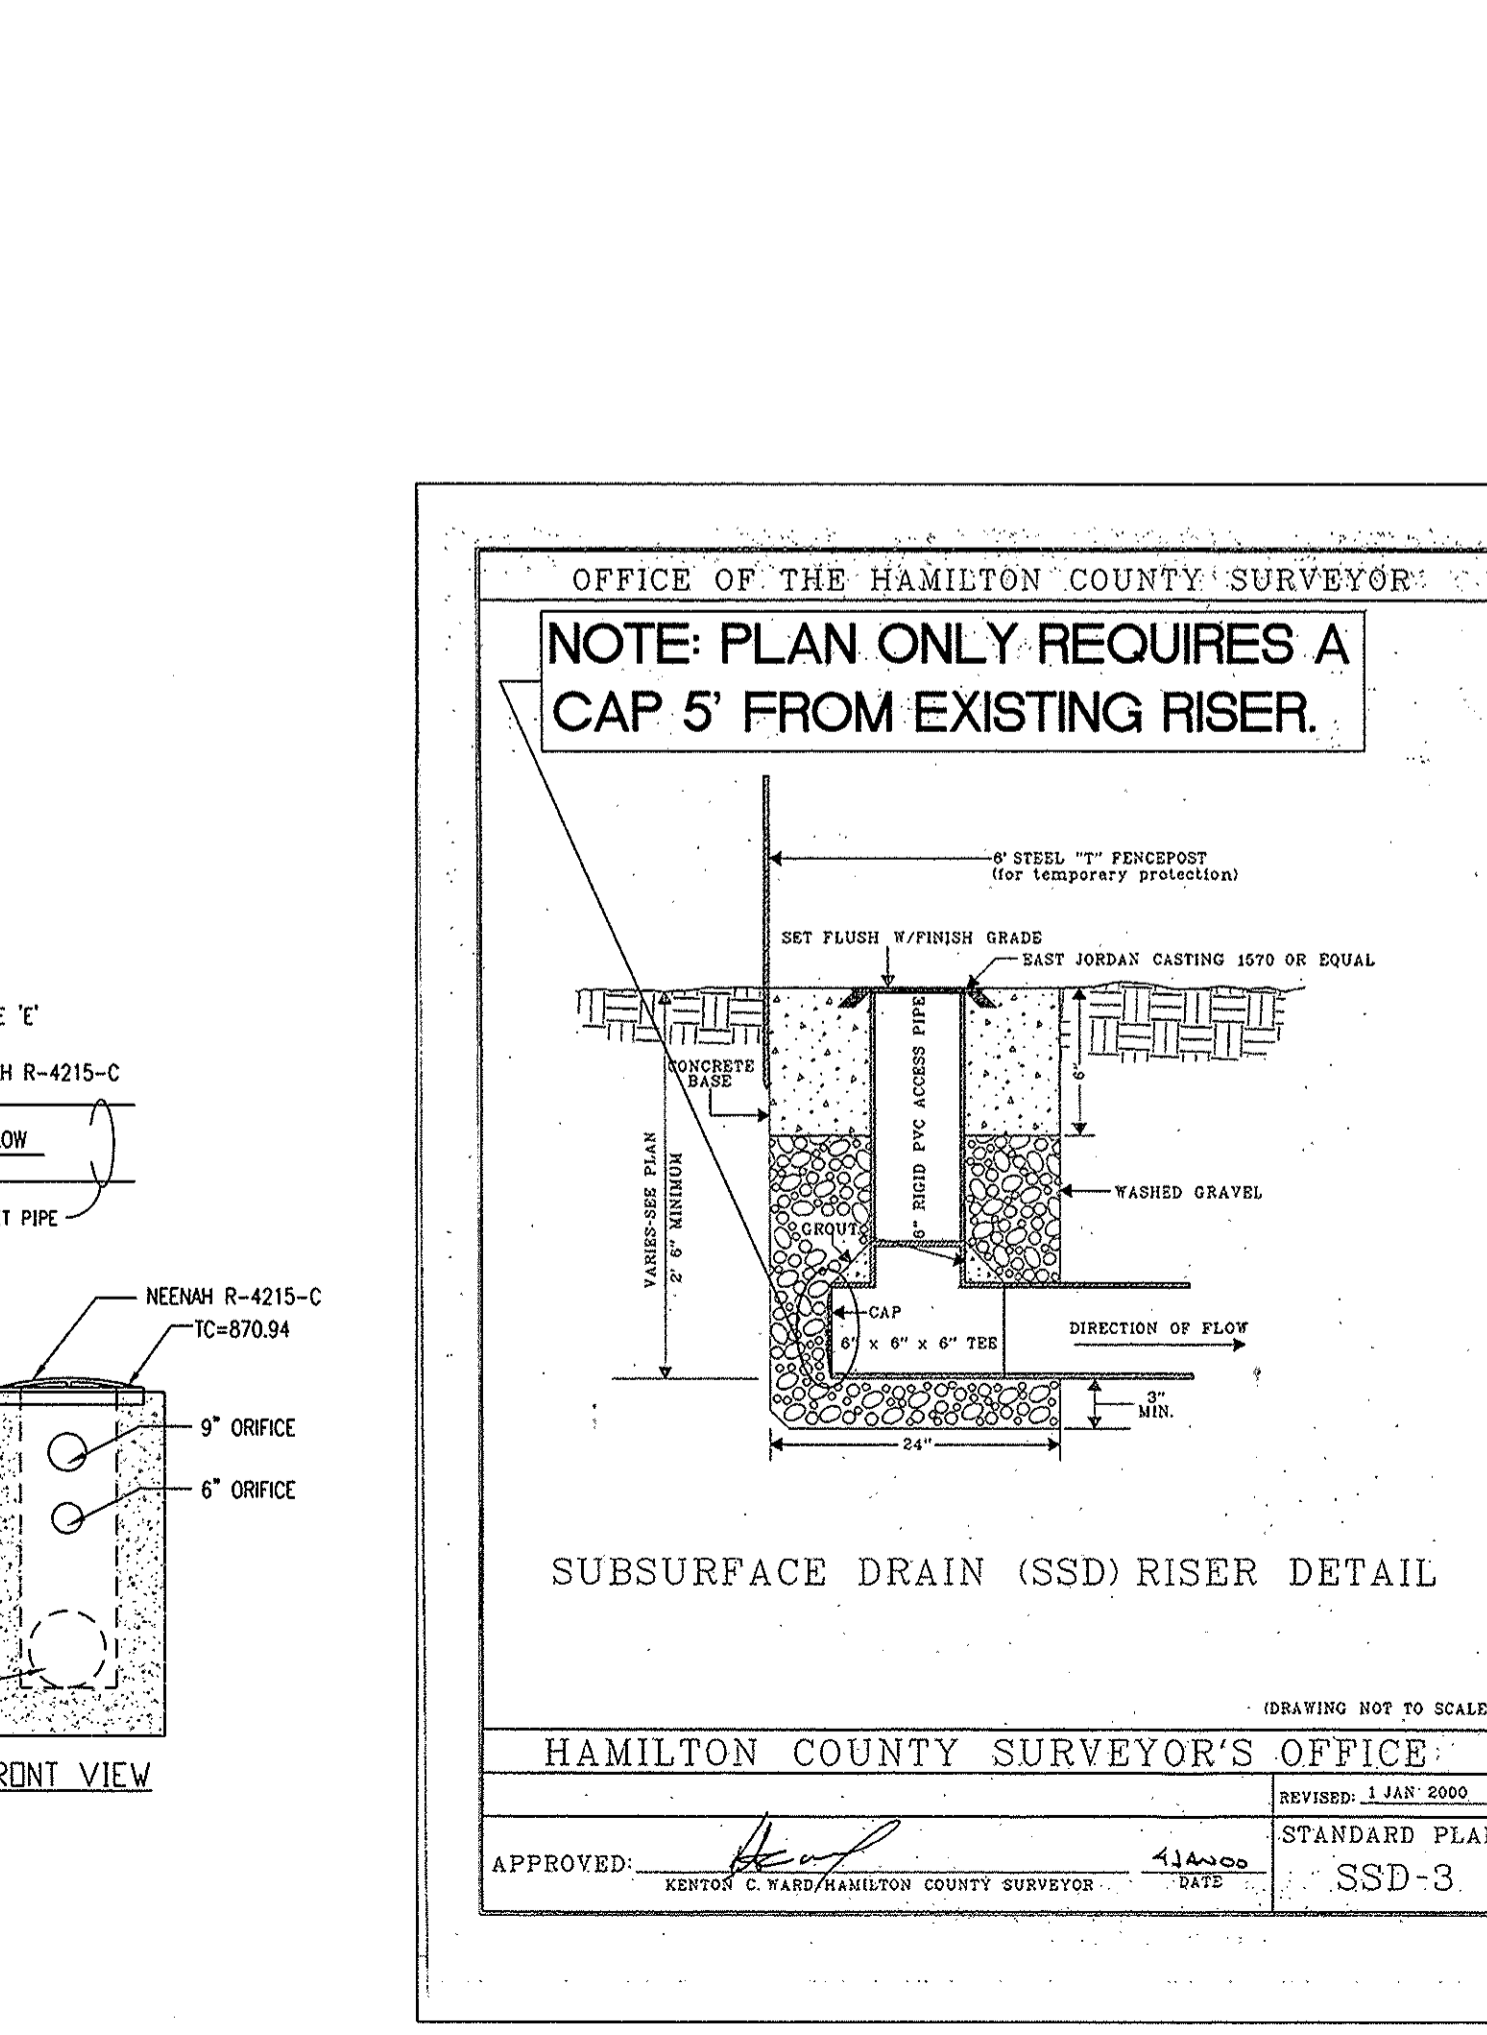 OFFICE OF THE HAMILTON COUNTY SURVEYOR
NOTE: PLAN ONLY REQUIRES A
CAP 5' FROM EXISTING RISER.
6' STEEL "T" FENCEPOST
(for temporary protection)
SET FLUSH W/FINISH GRADE
EAST JORDAN CASTING 1570 OR EQUAL
CONCRETE
BASE
6" RIGID PVC ACCESS PIPE
6"
VARIES-SEE PLAN
2' 6" MINIMUM
WASHED GRAVEL
GROUT
CAP
6" x 6" x 6" TEE
DIRECTION OF FLOW
3"
MIN.
24"
SUBSURFACE DRAIN (SSD) RISER DETAIL
(DRAWING NOT TO SCALE
HAMILTON COUNTY SURVEYOR'S OFFICE
REVISED: 1 JAN 2000
APPROVED:
KENTON C. WARD/HAMILTON COUNTY SURVEYOR
4JAN00
DATE
STANDARD PLA
SSD-3
E 'E'
H R-4215-C
OW
T PIPE
NEENAH R-4215-C
TC=870.94
9" ORIFICE
6" ORIFICE
RONT VIEW